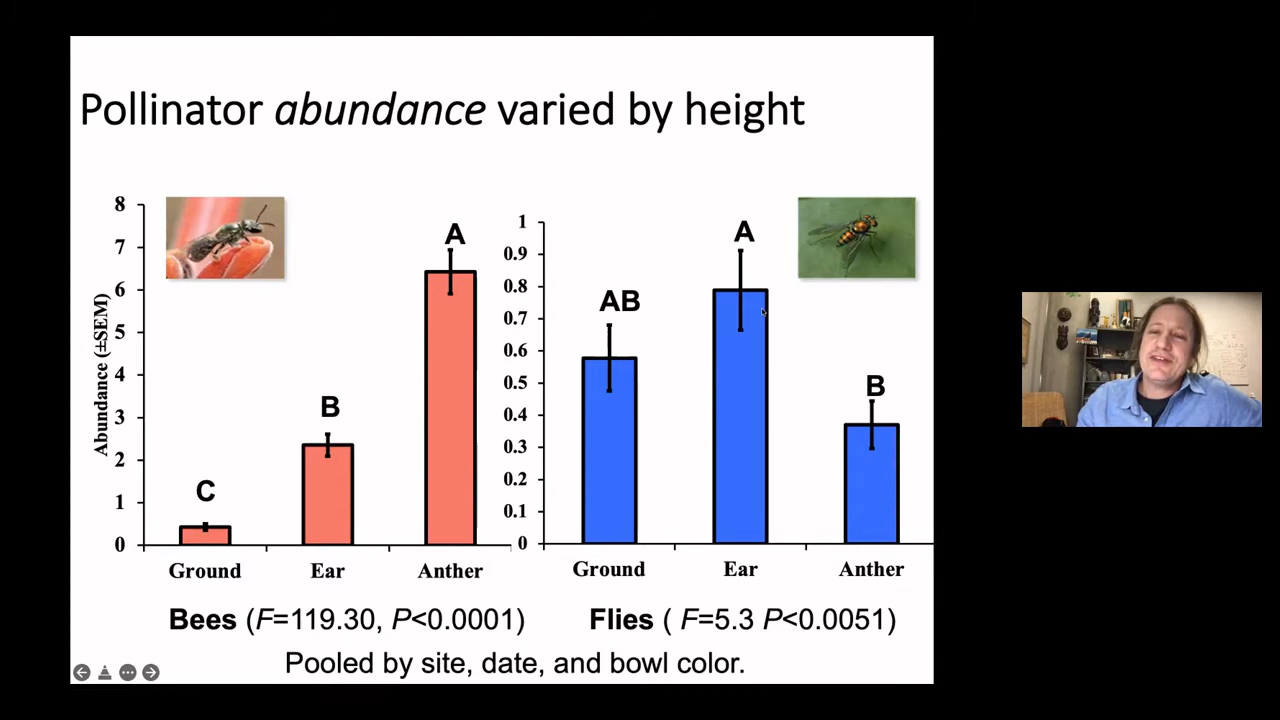 Pollinator abundance varied by height
Abundance (±SEM)
8
7
6
5
4
3
2
1
0
C
B
A
Ground Ear Anther
1
0.9
0.8
0.7
0.6
0.5
0.4
0.3
0.2
0.1
0
AB
A
B
Ground Ear Anther
Bees (F=119.30, P<0.0001)
Flies ( F=5.3 P<0.0051)
Pooled by site, date, and bowl color.